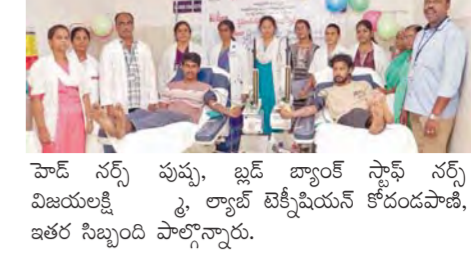 హెడ్ నర్స్ పుష్ప, బ్లడ్ బ్యాంక్ స్టాఫ్ నర్స్
విజయలక్ష్మి, ల్యాబ్ టెక్నీషియన్ కోదండపాణి,
ఇతర సిబ్బంది పాల్గొన్నారు.